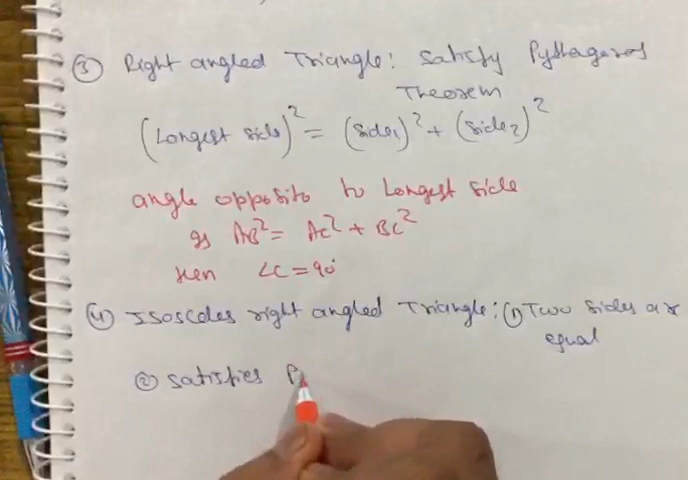 ③ Right angled Triangle: Satisfy Pythagoros
Theorem
(Longest side)² = (Side₁)² + (Side₂)²
angle opposite to Longest side
If AB² = AC² + BC²
then ∠C = 90°
④ Isosceles right angled Triangle: ① Two sides are
equal
② satisfies P